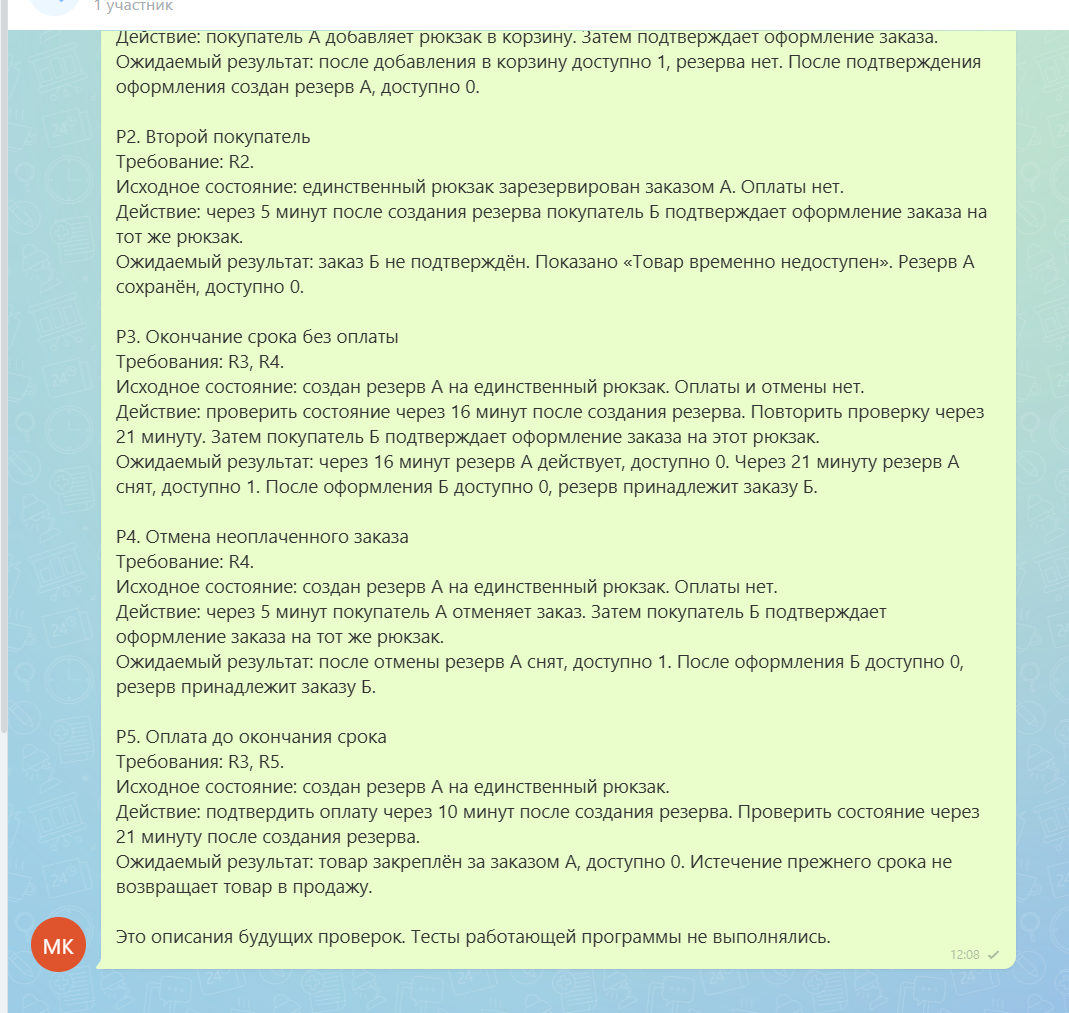 1 участник
Действие: покупатель А добавляет рюкзак в корзину. Затем подтверждает оформление заказа.
Ожидаемый результат: после добавления в корзину доступно 1, резерва нет. После подтверждения
оформления создан резерв А, доступно 0.
P2. Второй покупатель
Требование: R2.
Исходное состояние: единственный рюкзак зарезервирован заказом А. Оплаты нет.
Действие: через 5 минут после создания резерва покупатель Б подтверждает оформление заказа на
тот же рюкзак.
Ожидаемый результат: заказ Б не подтверждён. Показано «Товар временно недоступен». Резерв А
сохранён, доступно 0.
P3. Окончание срока без оплаты
Требования: R3, R4.
Исходное состояние: создан резерв А на единственный рюкзак. Оплаты и отмены нет.
Действие: проверить состояние через 16 минут после создания резерва. Повторить проверку через
21 минуту. Затем покупатель Б подтверждает оформление заказа на этот рюкзак.
Ожидаемый результат: через 16 минут резерв А действует, доступно 0. Через 21 минуту резерв А
снят, доступно 1. После оформления Б доступно 0, резерв принадлежит заказу Б.
P4. Отмена неоплаченного заказа
Требование: R4.
Исходное состояние: создан резерв А на единственный рюкзак. Оплаты нет.
Действие: через 5 минут покупатель А отменяет заказ. Затем покупатель Б подтверждает
оформление заказа на тот же рюкзак.
Ожидаемый результат: после отмены резерв А снят, доступно 1. После оформления Б доступно 0,
резерв принадлежит заказу Б.
P5. Оплата до окончания срока
Требования: R3, R5.
Исходное состояние: создан резерв А на единственный рюкзак.
Действие: подтвердить оплату через 10 минут после создания резерва. Проверить состояние через
21 минуту после создания резерва.
Ожидаемый результат: товар закреплён за заказом А, доступно 0. Истечение прежнего срока не
возвращает товар в продажу.
Это описания будущих проверок. Тесты работающей программы не выполнялись.
МК
12:08